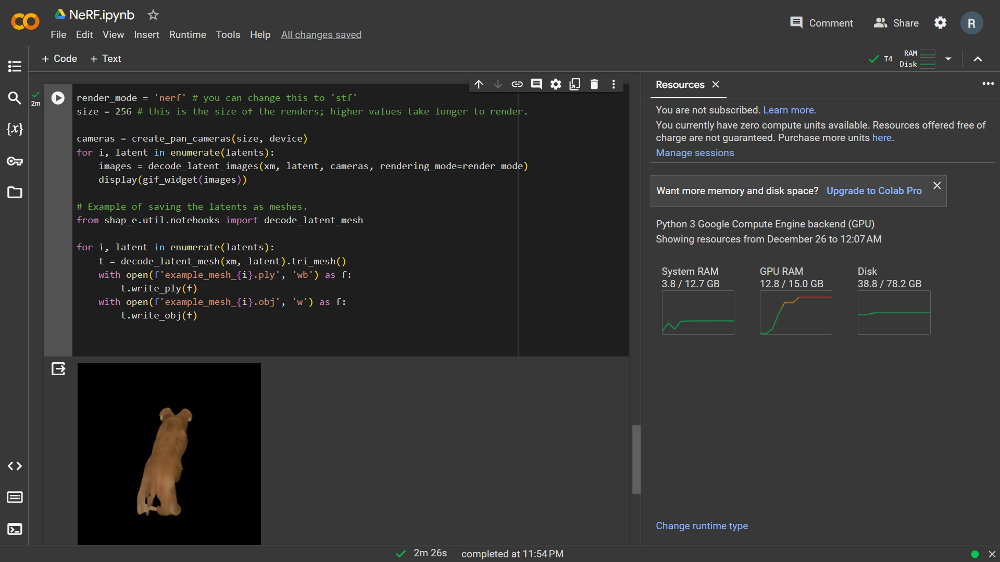 NeRF.ipynb
File Edit View Insert Runtime Tools Help All changes saved
Comment Share R
+ Code + Text
T4 RAM
Disk
2m
render_mode = 'nerf' # you can change this to 'stf'
size = 256 # this is the size of the renders; higher values take longer to render.
cameras = create_pan_cameras(size, device)
for i, latent in enumerate(latents):
    images = decode_latent_images(xm, latent, cameras, rendering_mode=render_mode)
    display(gif_widget(images))
# Example of saving the latents as meshes.
from shap_e.util.notebooks import decode_latent_mesh
for i, latent in enumerate(latents):
    t = decode_latent_mesh(xm, latent).tri_mesh()
    with open(f'example_mesh_{i}.ply', 'wb') as f:
        t.write_ply(f)
    with open(f'example_mesh_{i}.obj', 'w') as f:
        t.write_obj(f)
Resources
You are not subscribed. Learn more.
You currently have zero compute units available. Resources offered free of
charge are not guaranteed. Purchase more units here.
Manage sessions
Want more memory and disk space? Upgrade to Colab Pro
Python 3 Google Compute Engine backend (GPU)
Showing resources from December 26 to 12:07 AM
System RAM
3.8 / 12.7 GB
GPU RAM
12.8 / 15.0 GB
Disk
38.8 / 78.2 GB
Change runtime type
2m 26s completed at 11:54 PM